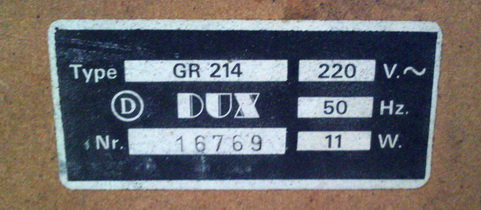 Type GR 214 220 V.~
D DUX 50 Hz.
Nr. 16769 11 W.